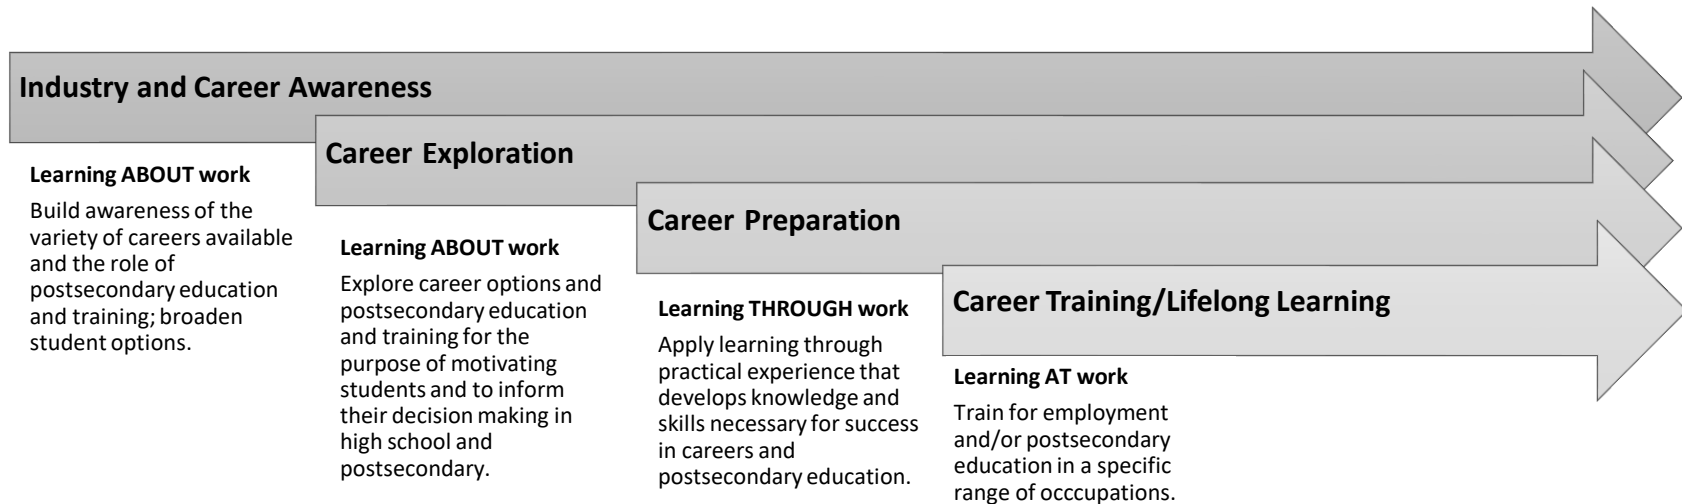 Industry and Career Awareness
Learning ABOUT work
Build awareness of the
variety of careers available
and the role of
postsecondary education
and training; broaden
student options.
Career Exploration
Learning ABOUT work
Explore career options and
postsecondary education
and training for the
purpose of motivating
students and to inform
their decision making in
high school and
postsecondary.
Career Preparation
Learning THROUGH work
Apply learning through
practical experience that
develops knowledge and
skills necessary for success
in careers and
postsecondary education.
Career Training/Lifelong Learning
Learning AT work
Train for employment
and/or postsecondary
education in a specific
range of occcupations.